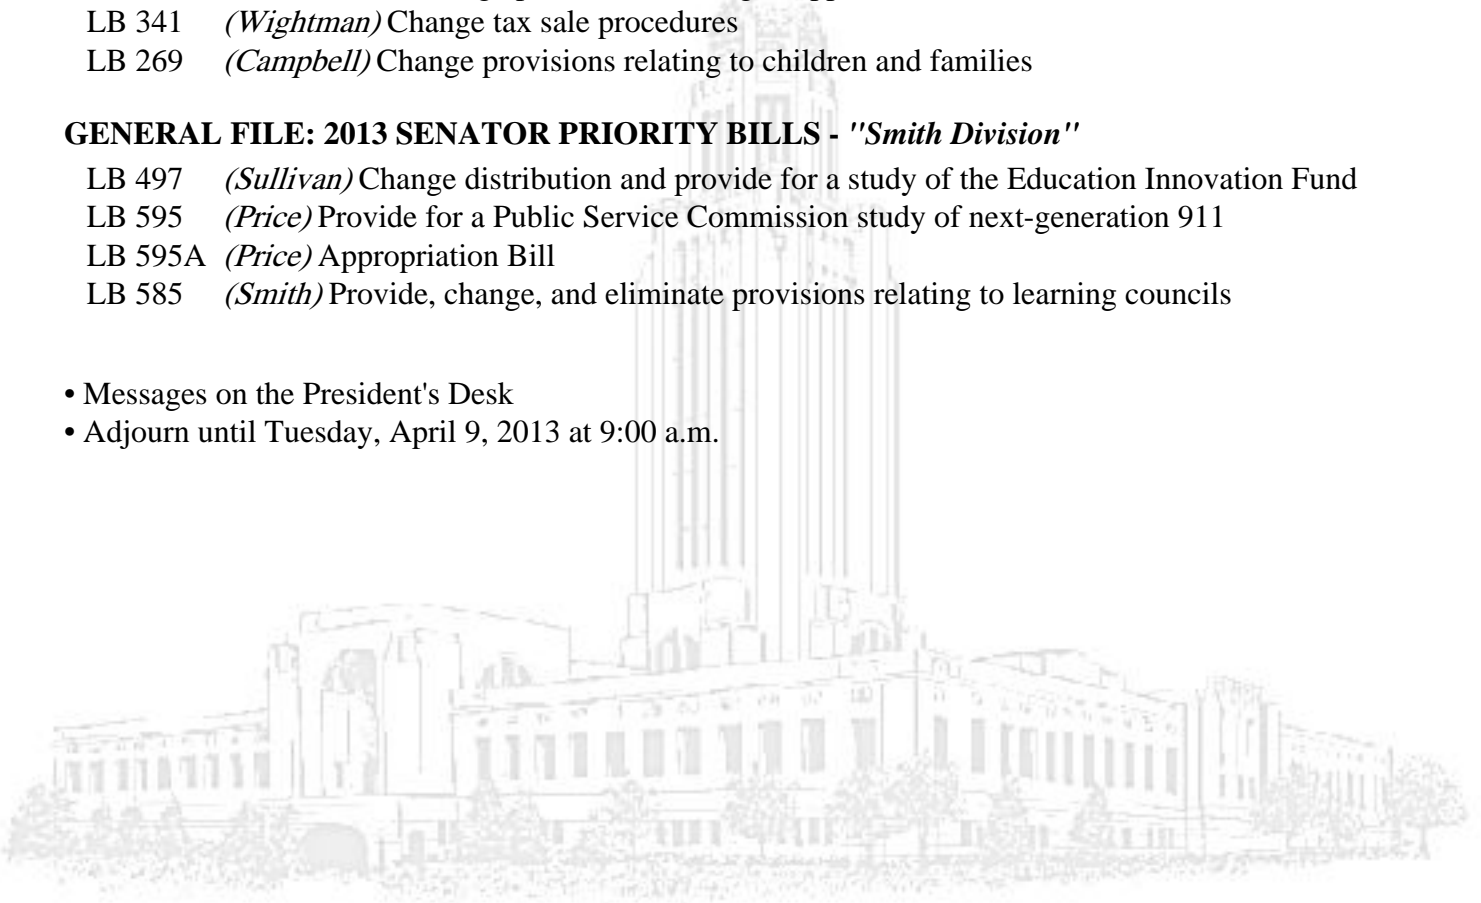 LB 341 (Wightman) Change tax sale procedures
LB 269 (Campbell) Change provisions relating to children and families
GENERAL FILE: 2013 SENATOR PRIORITY BILLS - "Smith Division"
LB 497 (Sullivan) Change distribution and provide for a study of the Education Innovation Fund
LB 595 (Price) Provide for a Public Service Commission study of next-generation 911
LB 595A (Price) Appropriation Bill
LB 585 (Smith) Provide, change, and eliminate provisions relating to learning councils
• Messages on the President's Desk
• Adjourn until Tuesday, April 9, 2013 at 9:00 a.m.